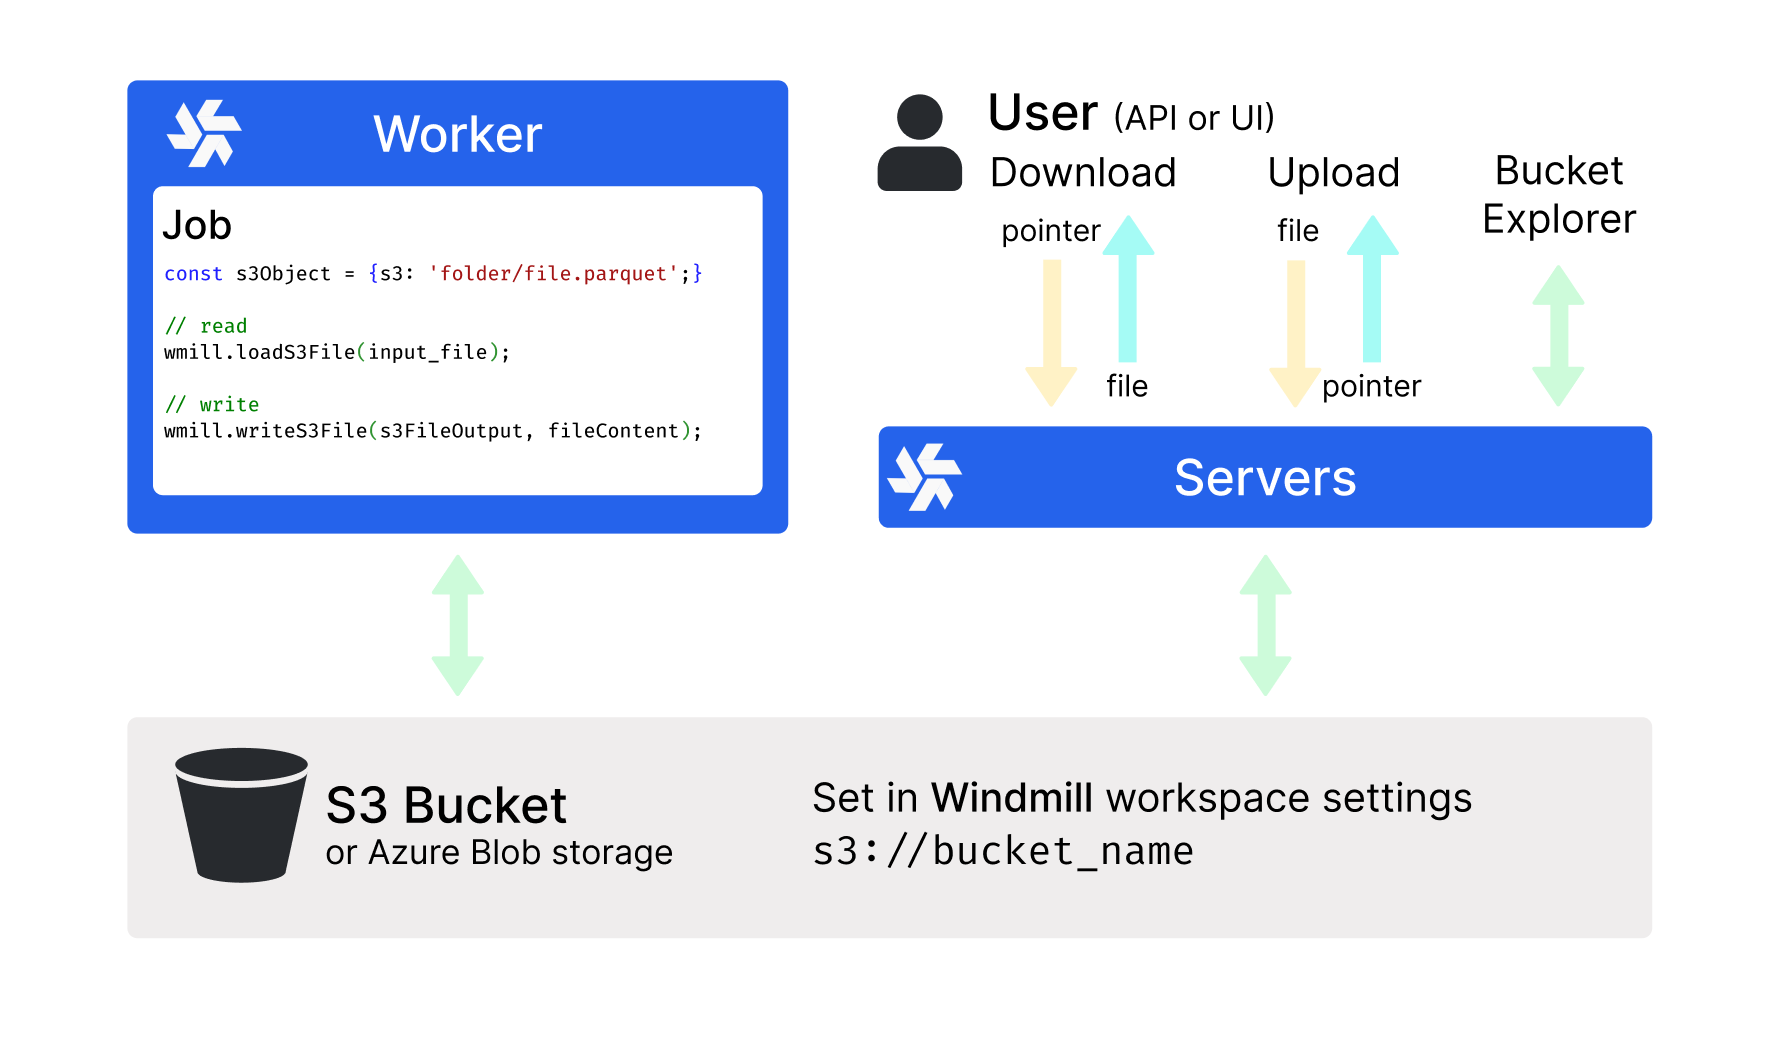 Worker
Job
const s3Object = {s3: 'folder/file.parquet';}
// read
wmill.loadS3File(input_file);
// write
wmill.writeS3File(s3FileOutput, fileContent);
User (API or UI)
Download
pointer
file
Upload
file
pointer
Bucket
Explorer
Servers
S3 Bucket
or Azure Blob storage
Set in Windmill workspace settings
s3://bucket_name